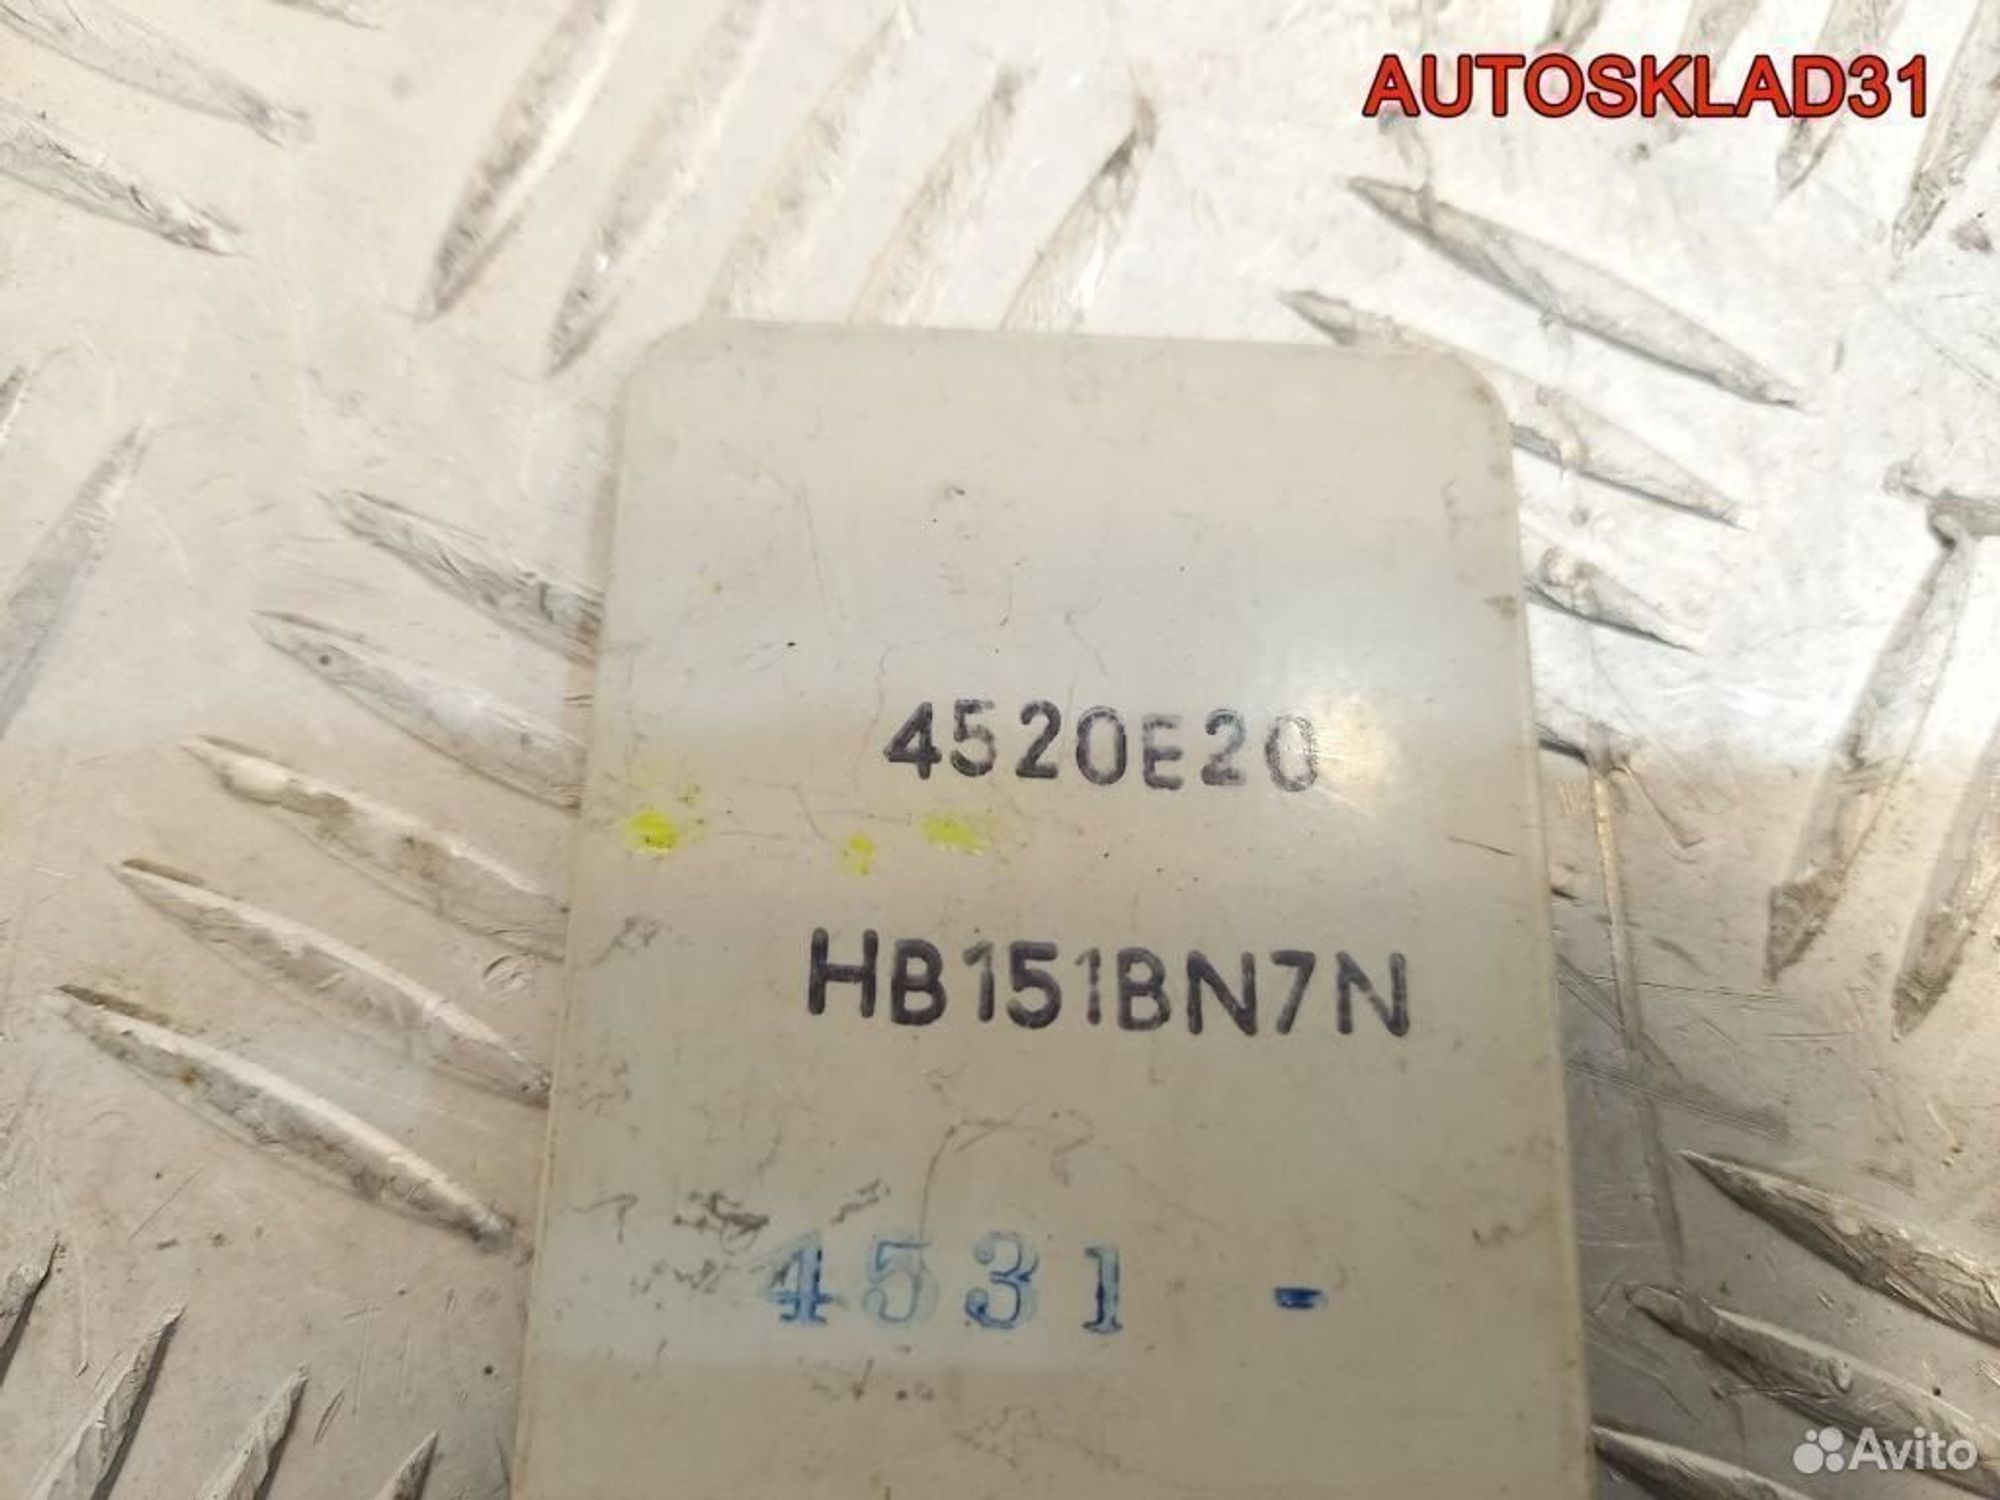 AUTOSKLAD31
4520E20
HB151BN7N
4531 -
Avito